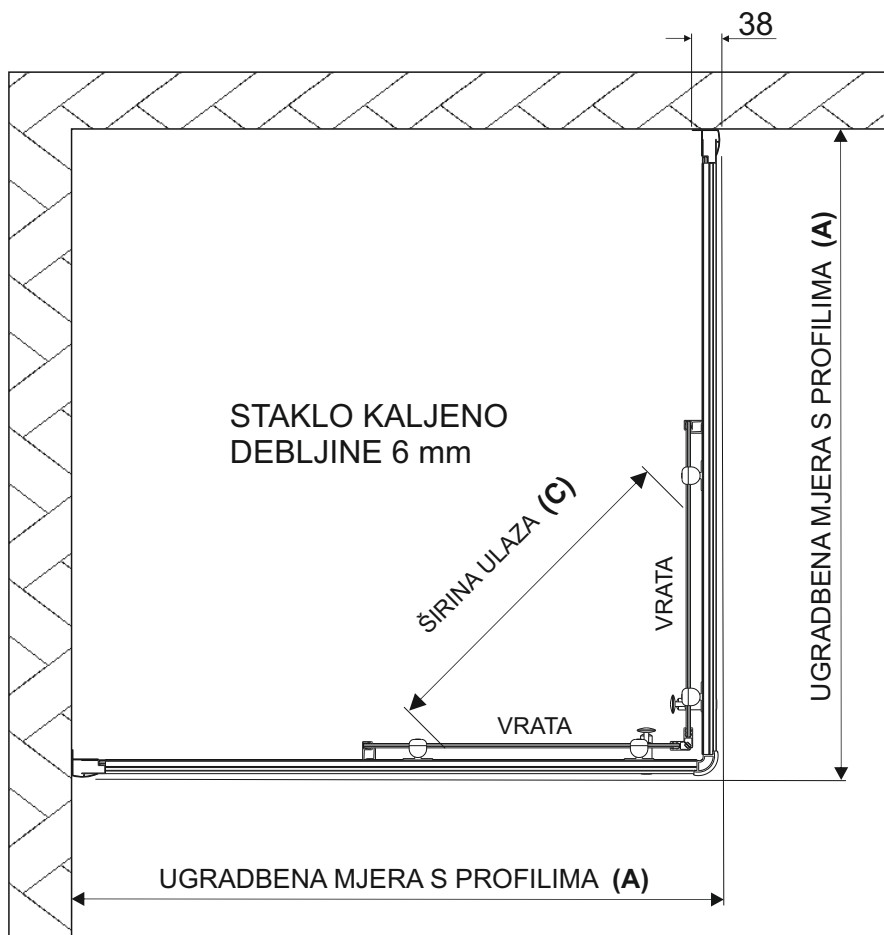 38
UGRADBENA MJERA S PROFILIMA (A)
STAKLO KALJENO
DEBLJINE 6 mm
ŠIRINA ULAZA (C)
VRATA
VRATA
UGRADBENA MJERA S PROFILIMA (A)